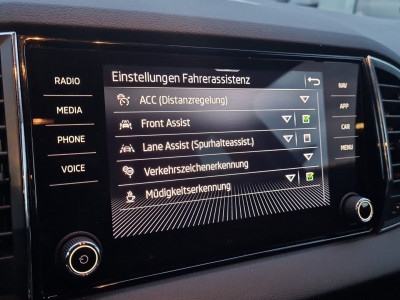 RADIO
MEDIA
PHONE
VOICE
Einstellungen Fahrerassistenz
ACC (Distanzregelung)
Front Assist
Lane Assist (Spurhalteassist.)
Verkehrszeichenerkennung
Müdigkeitserkennung
NAV
APP
CAR
MENU